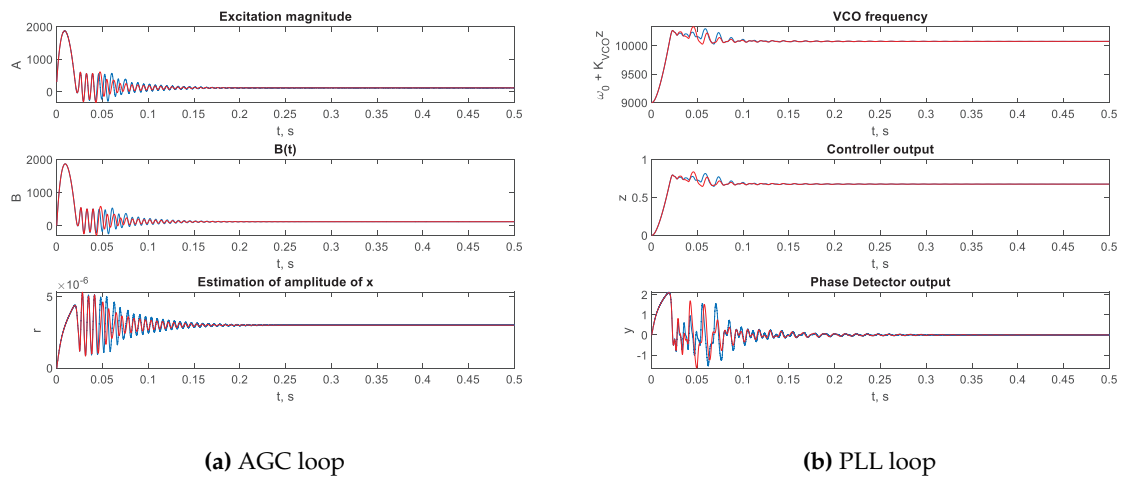 Excitation magnitude
2000
1000
0
A
0 0.05 0.1 0.15 0.2 0.25 0.3 0.35 0.4 0.45 0.5
t, s
B(t)
2000
1000
0
B
0 0.05 0.1 0.15 0.2 0.25 0.3 0.35 0.4 0.45 0.5
t, s
×10⁻⁶
Estimation of amplitude of x
5
0
r
0 0.05 0.1 0.15 0.2 0.25 0.3 0.35 0.4 0.45 0.5
t, s
(a) AGC loop
VCO frequency
10000
9500
9000
ω₀ + K_VCO z
0 0.05 0.1 0.15 0.2 0.25 0.3 0.35 0.4 0.45 0.5
t, s
Controller output
1
0.5
0
z
0 0.05 0.1 0.15 0.2 0.25 0.3 0.35 0.4 0.45 0.5
t, s
Phase Detector output
2
1
0
-1
y
0 0.05 0.1 0.15 0.2 0.25 0.3 0.35 0.4 0.45 0.5
t, s
(b) PLL loop